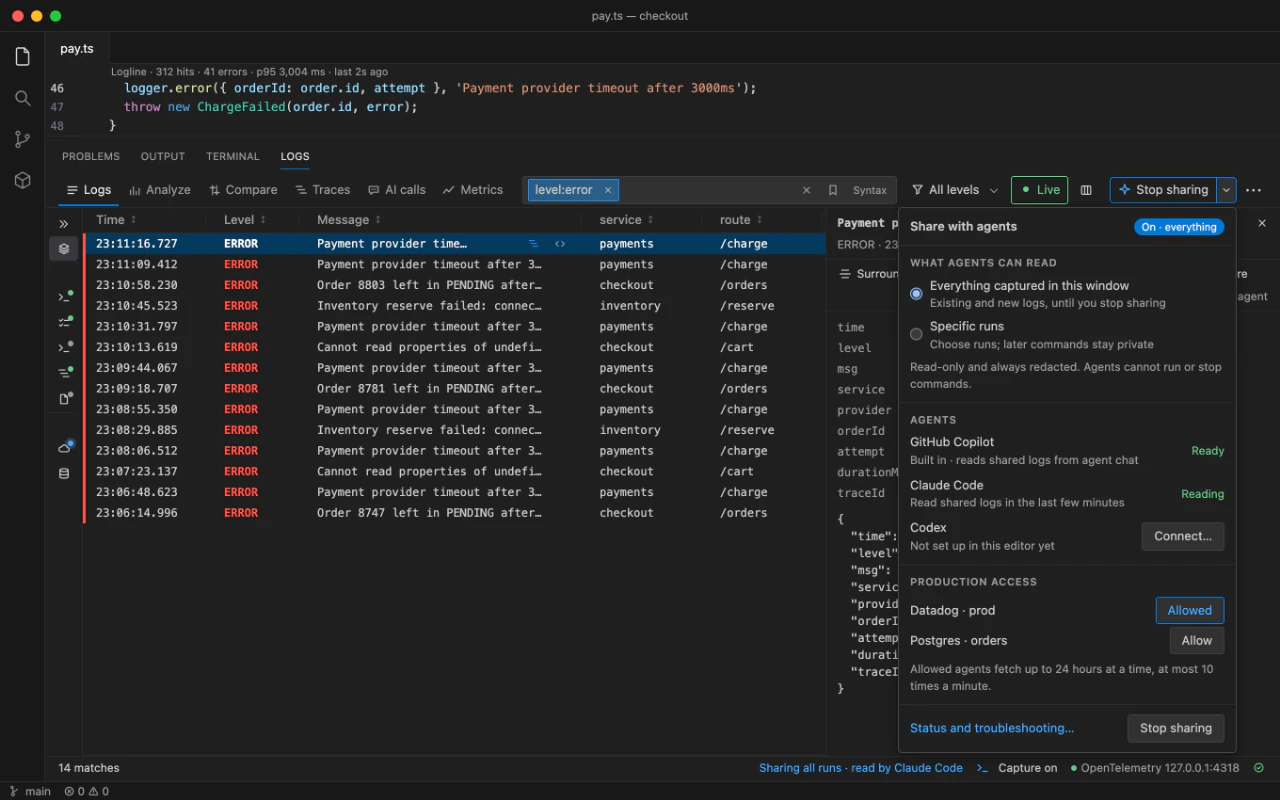 pay.ts — checkout
pay.ts
Logline · 312 hits · 41 errors · p95 3,004 ms · last 2s ago
46 logger.error({ orderId: order.id, attempt }, 'Payment provider timeout after 3000ms');
47 throw new ChargeFailed(order.id, error);
48 }
PROBLEMS OUTPUT TERMINAL LOGS
Logs Analyze Compare Traces AI calls Metrics level:error × × Syntax All levels Live Stop sharing
Time Level Message service route
23:11:16.727 ERROR Payment provider time… payments /charge
23:11:09.412 ERROR Payment provider timeout after 3… payments /charge
23:10:58.230 ERROR Order 8803 left in PENDING after… checkout /orders
23:10:45.523 ERROR Inventory reserve failed: connec… inventory /reserve
23:10:31.797 ERROR Payment provider timeout after 3… payments /charge
23:10:13.619 ERROR Cannot read properties of undefi… checkout /cart
23:09:44.067 ERROR Payment provider timeout after 3… payments /charge
23:09:18.707 ERROR Order 8781 left in PENDING after… checkout /orders
23:08:55.350 ERROR Payment provider timeout after 3… payments /charge
23:08:29.885 ERROR Inventory reserve failed: connec… inventory /reserve
23:08:06.512 ERROR Payment provider timeout after 3… payments /charge
23:07:23.137 ERROR Cannot read properties of undefi… checkout /cart
23:06:48.623 ERROR Payment provider timeout after 3… payments /charge
23:06:14.996 ERROR Order 8747 left in PENDING after… checkout /orders
Payment p
ERROR · 23
Surroun
re
agent
time
level
msg
service
provider
orderId
attempt
durationM
traceId
{
"time":
"level"
"msg":
"servic
"provid
"orderI
"attemp
"durati
"traceI
}
Share with agents On · everything ×
WHAT AGENTS CAN READ
Everything captured in this window
Existing and new logs, until you stop sharing
Specific runs
Choose runs; later commands stay private
Read-only and always redacted. Agents cannot run or stop
commands.
AGENTS
GitHub Copilot
Built in · reads shared logs from agent chat
Ready
Claude Code
Read shared logs in the last few minutes
Reading
Codex
Not set up in this editor yet
Connect...
PRODUCTION ACCESS
Datadog · prod Allowed
Postgres · orders Allow
Allowed agents fetch up to 24 hours at a time, at most 10
times a minute.
Status and troubleshooting... Stop sharing
14 matches Sharing all runs · read by Claude Code Capture on OpenTelemetry 127.0.0.1:4318
main 0 0